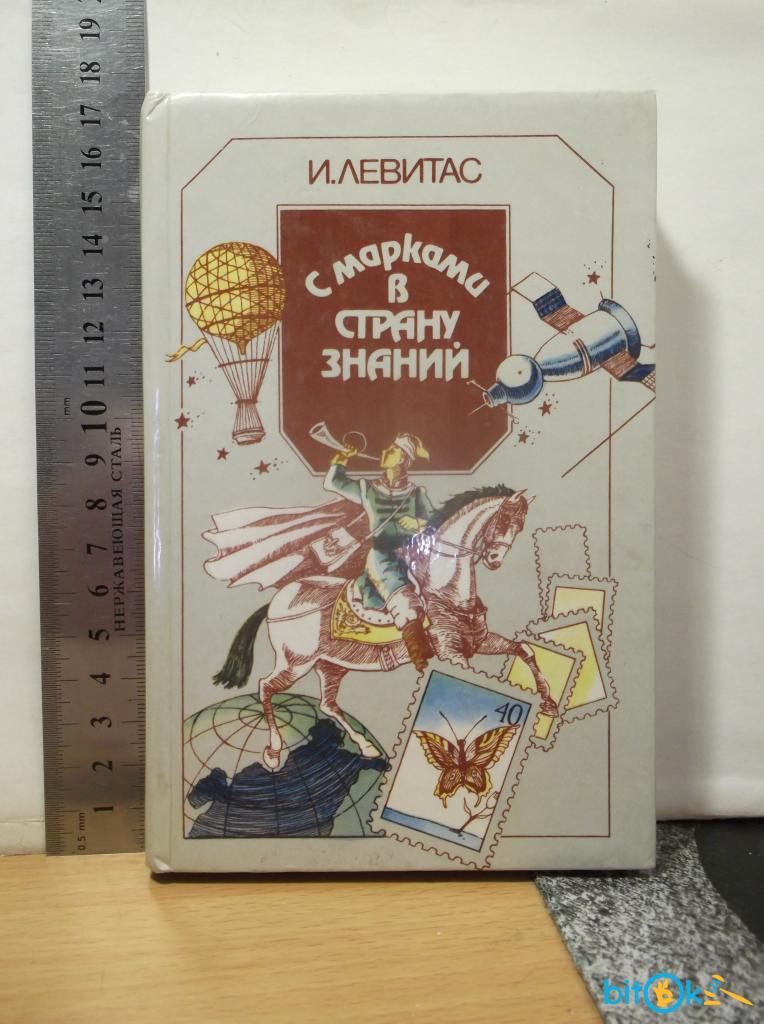 И.ЛЕВИТАС
С марками
в
СТРАНУ
ЗНАНИЙ
40
19
18
17
16
15
14
13
12
11
10
9
8
7
6
5
4
3
2
1
mm
НЕРЖАВЕЮЩАЯ СТАЛЬ
0.5 mm
bitok